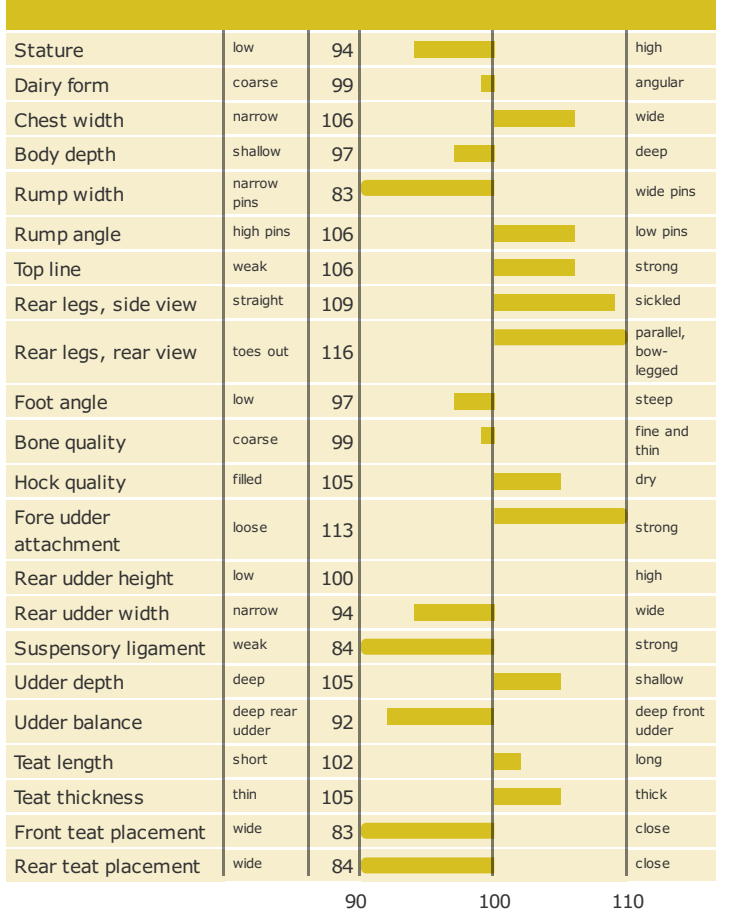 Stature low 94 high
Dairy form coarse 99 angular
Chest width narrow 106 wide
Body depth shallow 97 deep
Rump width narrow pins 83 wide pins
Rump angle high pins 106 low pins
Top line weak 106 strong
Rear legs, side view straight 109 sickled
Rear legs, rear view toes out 116 parallel, bow-legged
Foot angle low 97 steep
Bone quality coarse 99 fine and thin
Hock quality filled 105 dry
Fore udder attachment loose 113 strong
Rear udder height low 100 high
Rear udder width narrow 94 wide
Suspensory ligament weak 84 strong
Udder depth deep 105 shallow
Udder balance deep rear udder 92 deep front udder
Teat length short 102 long
Teat thickness thin 105 thick
Front teat placement wide 83 close
Rear teat placement wide 84 close
90 100 110